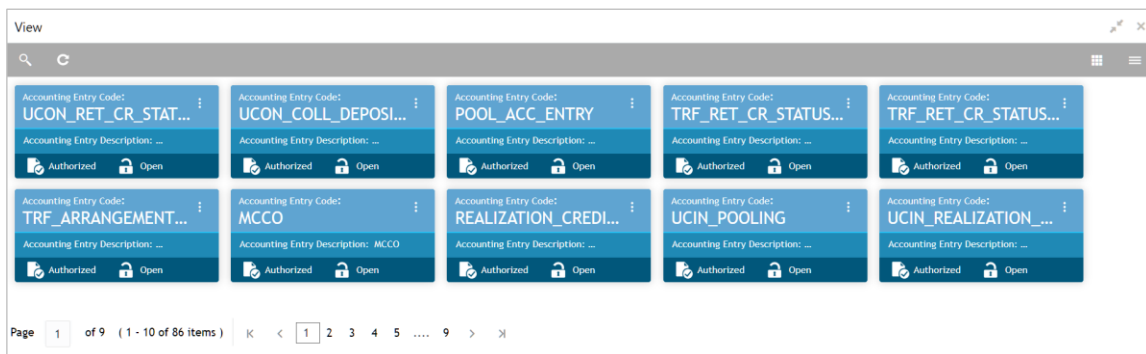 View
Accounting Entry Code:
UCON_RET_CR_STAT...
Accounting Entry Description: ...
Authorized Open
Accounting Entry Code:
UCON_COLL_DEPOSI...
Accounting Entry Description: ...
Authorized Open
Accounting Entry Code:
POOL_ACC_ENTRY
Accounting Entry Description: ...
Authorized Open
Accounting Entry Code:
TRF_RET_CR_STATUS...
Accounting Entry Description: ...
Authorized Open
Accounting Entry Code:
TRF_RET_CR_STATUS...
Accounting Entry Description: ...
Authorized Open
Accounting Entry Code:
TRF_ARRANGEMENT...
Accounting Entry Description: ...
Authorized Open
Accounting Entry Code:
MCCO
Accounting Entry Description: MCCO
Authorized Open
Accounting Entry Code:
REALIZATION_CREDI...
Accounting Entry Description: ...
Authorized Open
Accounting Entry Code:
UCIN_POOLING
Accounting Entry Description: ...
Authorized Open
Accounting Entry Code:
UCIN_REALIZATION_...
Accounting Entry Description: ...
Authorized Open
Page 1 of 9 ( 1 - 10 of 86 items ) 1 2 3 4 5 .... 9